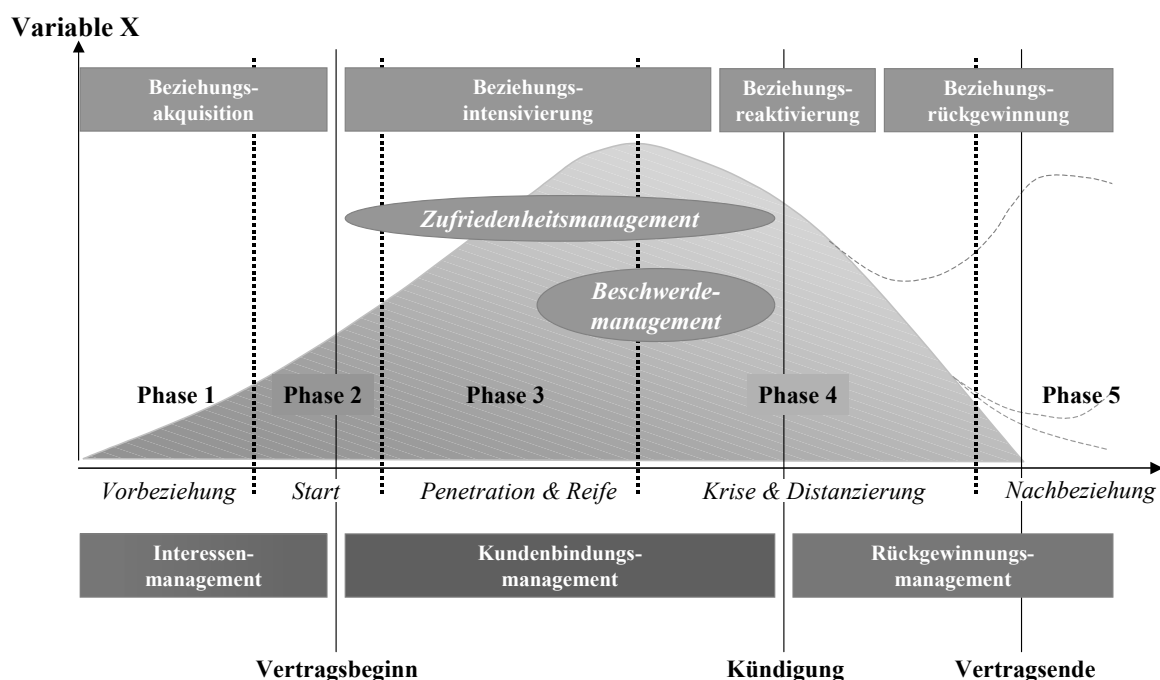 Variable X
Beziehungs-
akquisition
Beziehungs-
intensivierung
Beziehungs-
reaktivierung
Beziehungs-
rückgewinnung
Zufriedenheitsmanagement
Beschwerde-
management
Phase 1
Phase 2
Phase 3
Phase 4
Phase 5
Vorbeziehung
Start
Penetration & Reife
Krise & Distanzierung
Nachbeziehung
Interessen-
management
Kundenbindungs-
management
Rückgewinnungs-
management
Vertragsbeginn
Kündigung
Vertragsende